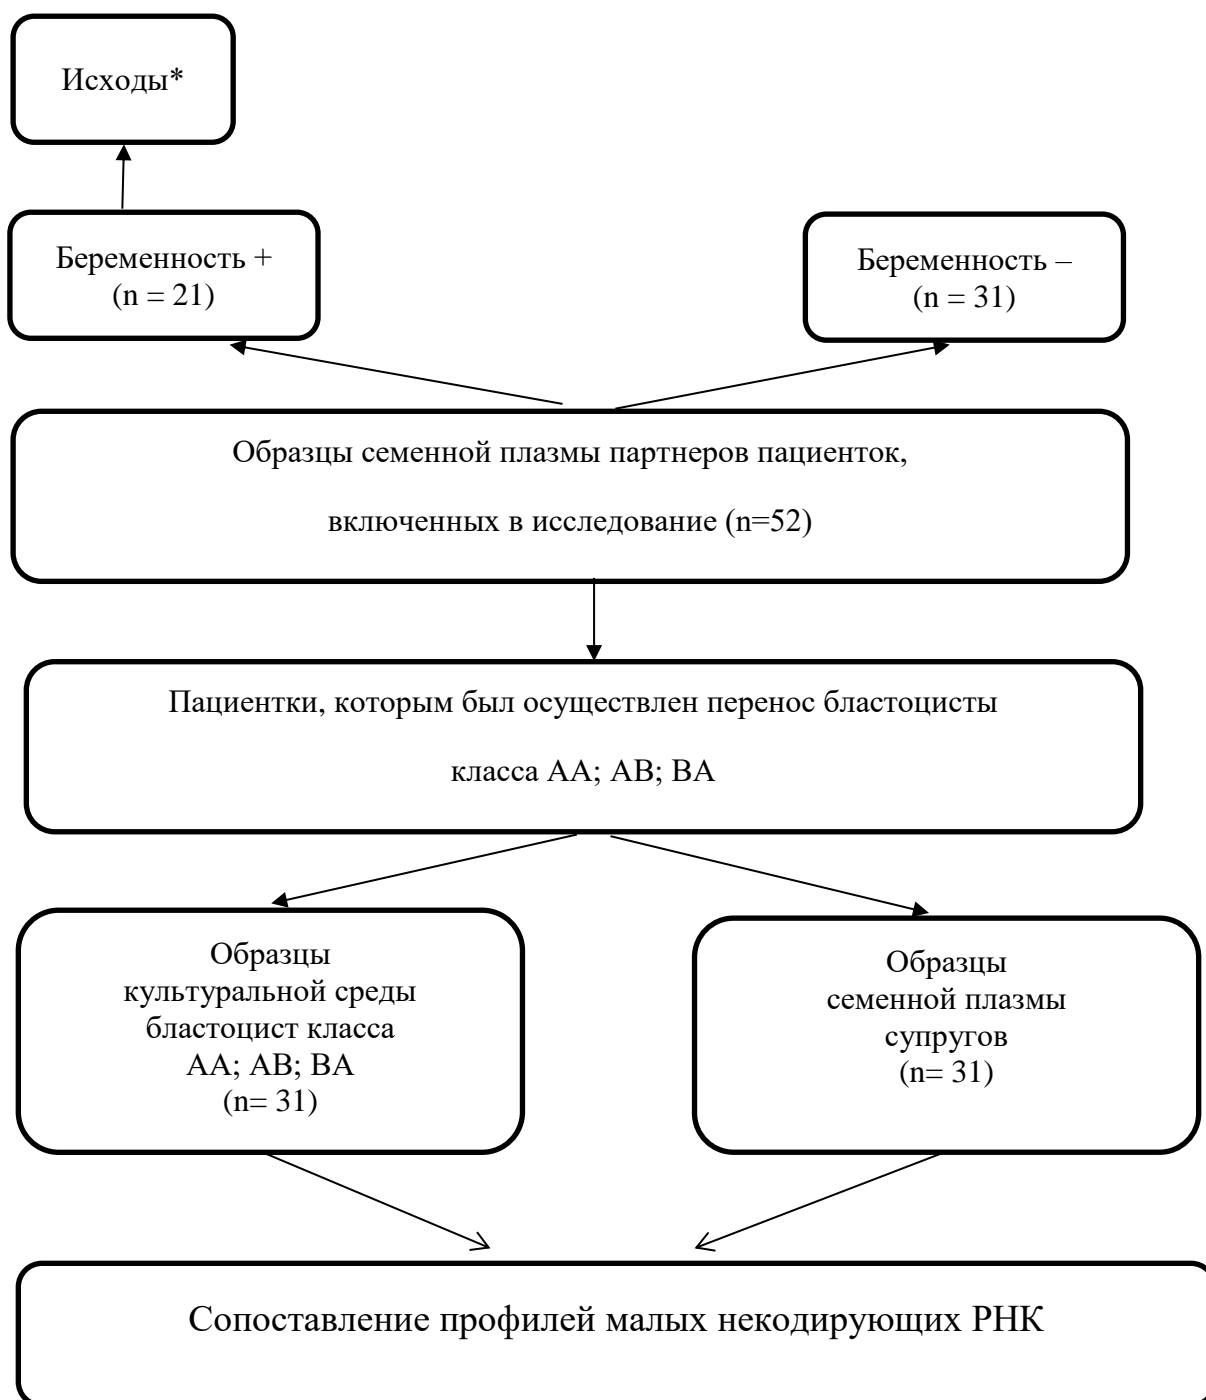 Исходы*
Беременность +
(n = 21)
Беременность –
(n = 31)
Образцы семенной плазмы партнеров пациенток,
включенных в исследование (n=52)
Пациентки, которым был осуществлен перенос бластоцисты
класса АА; АВ; ВА
Образцы
культуральной среды
бластоцист класса
АА; АВ; ВА
(n= 31)
Образцы
семенной плазмы
супругов
(n= 31)
Сопоставление профилей малых некодирующих РНК